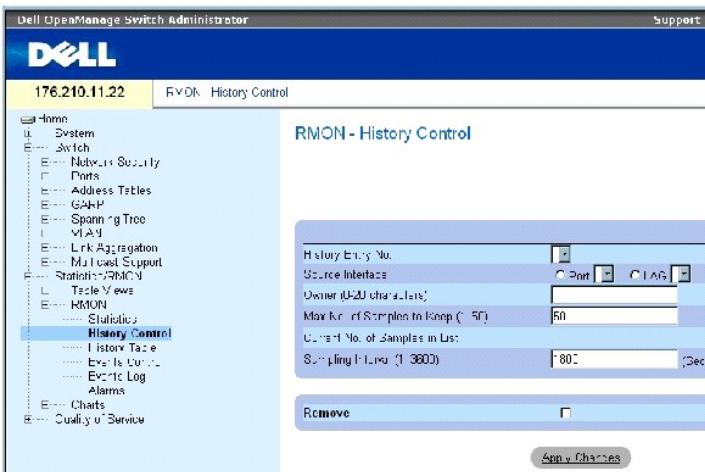 Dell OpenManage Switch Administrator
Support
DELL
176.210.11.22
RMON History Control
Home
System
Switch
Network Security
Ports
Address Tables
GARP
Spanning Tree
VLAN
Link Aggregation
Multicast Support
Statistics/RMON
Table Views
RMON
Statistics
History Control
History Table
Events Control
Events Log
Alarms
Charts
Quality of Service
RMON - History Control
History Entry No.
Source Interface
Port
LAG
Owner (0-20 characters)
Max No. of Samples to Keep (1-50)
50
Current No. of Samples in List
Sampling Interval (1-3600)
1800
(Sec
Remove
Apply Changes